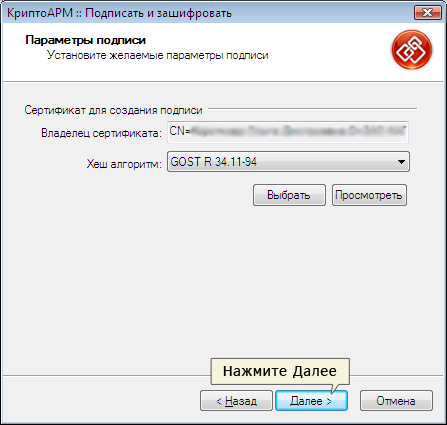 КриптоАРМ :: Подписать и зашифровать
Параметры подписи
Установите желаемые параметры подписи
Сертификат для создания подписи
Владелец сертификата: CN=
Хеш алгоритм: GOST R 34.11-94
Выбрать Просмотреть
Нажмите Далее
< Назад Далее > Отмена